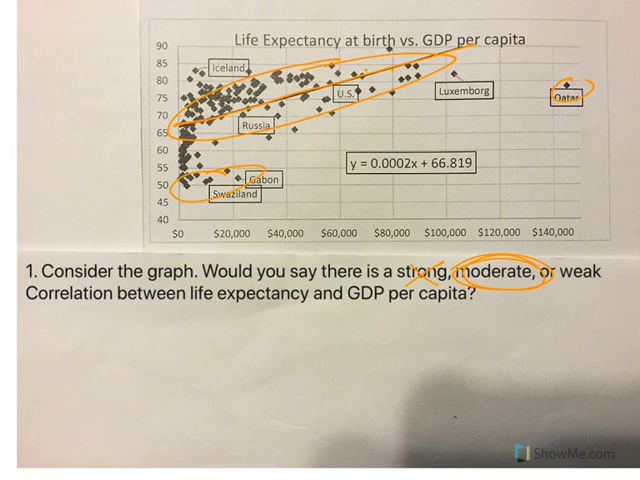 Life Expectancy at birth vs. GDP per capita
90
85
80
75
70
65
60
55
50
45
40
Iceland
U.S.
Luxemborg
Qatar
Russia
y = 0.0002x + 66.819
Gabon
Swaziland
$0 $20,000 $40,000 $60,000 $80,000 $100,000 $120,000 $140,000
1. Consider the graph. Would you say there is a strong, moderate, or weak
Correlation between life expectancy and GDP per capita?
ShowMe.com